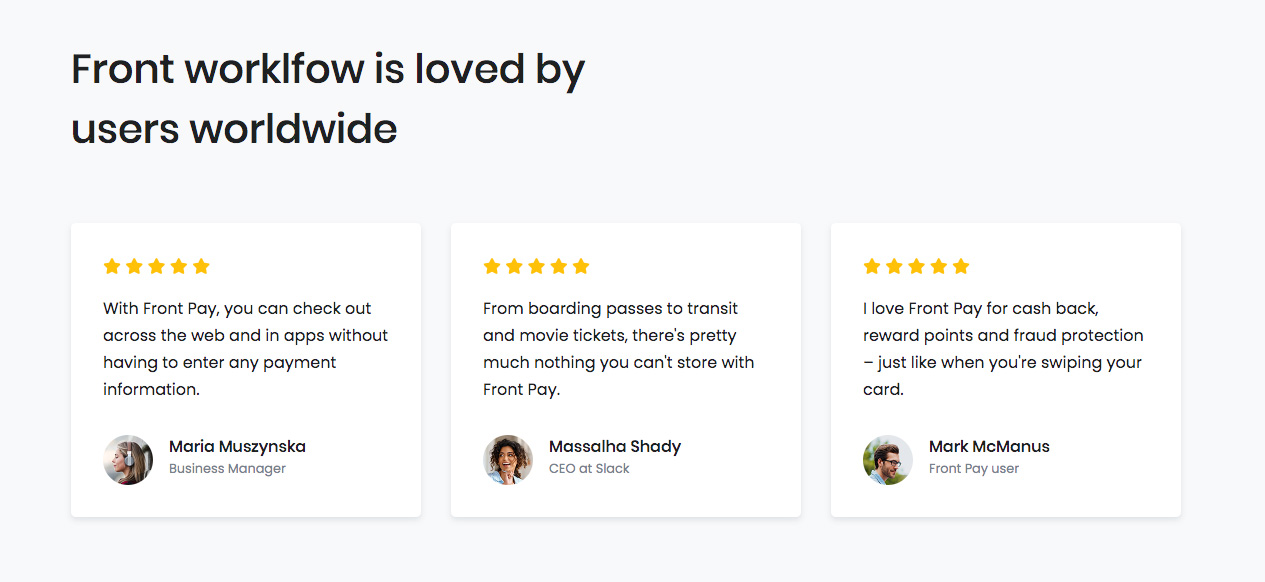 Front worklfow is loved by
users worldwide
With Front Pay, you can check out
across the web and in apps without
having to enter any payment
information.
Maria Muszynska
Business Manager
From boarding passes to transit
and movie tickets, there's pretty
much nothing you can't store with
Front Pay.
Massalha Shady
CEO at Slack
I love Front Pay for cash back,
reward points and fraud protection
– just like when you're swiping your
card.
Mark McManus
Front Pay user